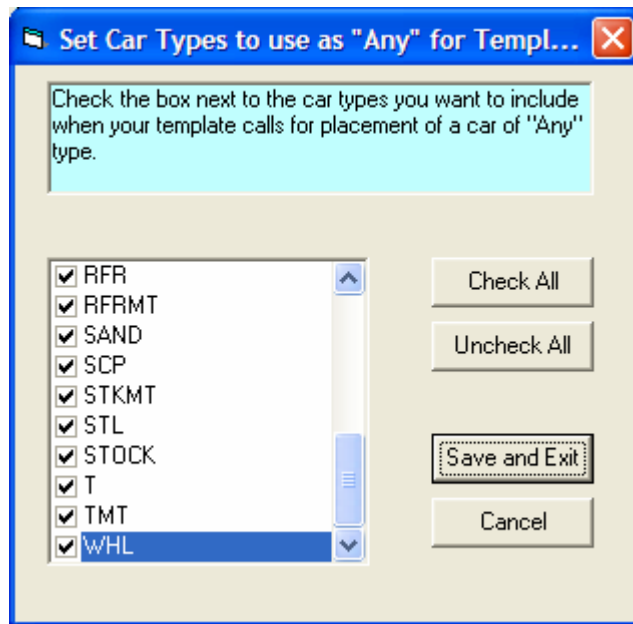 Set Car Types to use as "Any" for Templ...
Check the box next to the car types you want to include
when your template calls for placement of a car of "Any"
type.
RFR
RFRMT
SAND
SCP
STKMT
STL
STOCK
T
TMT
WHL
Check All
Uncheck All
Save and Exit
Cancel